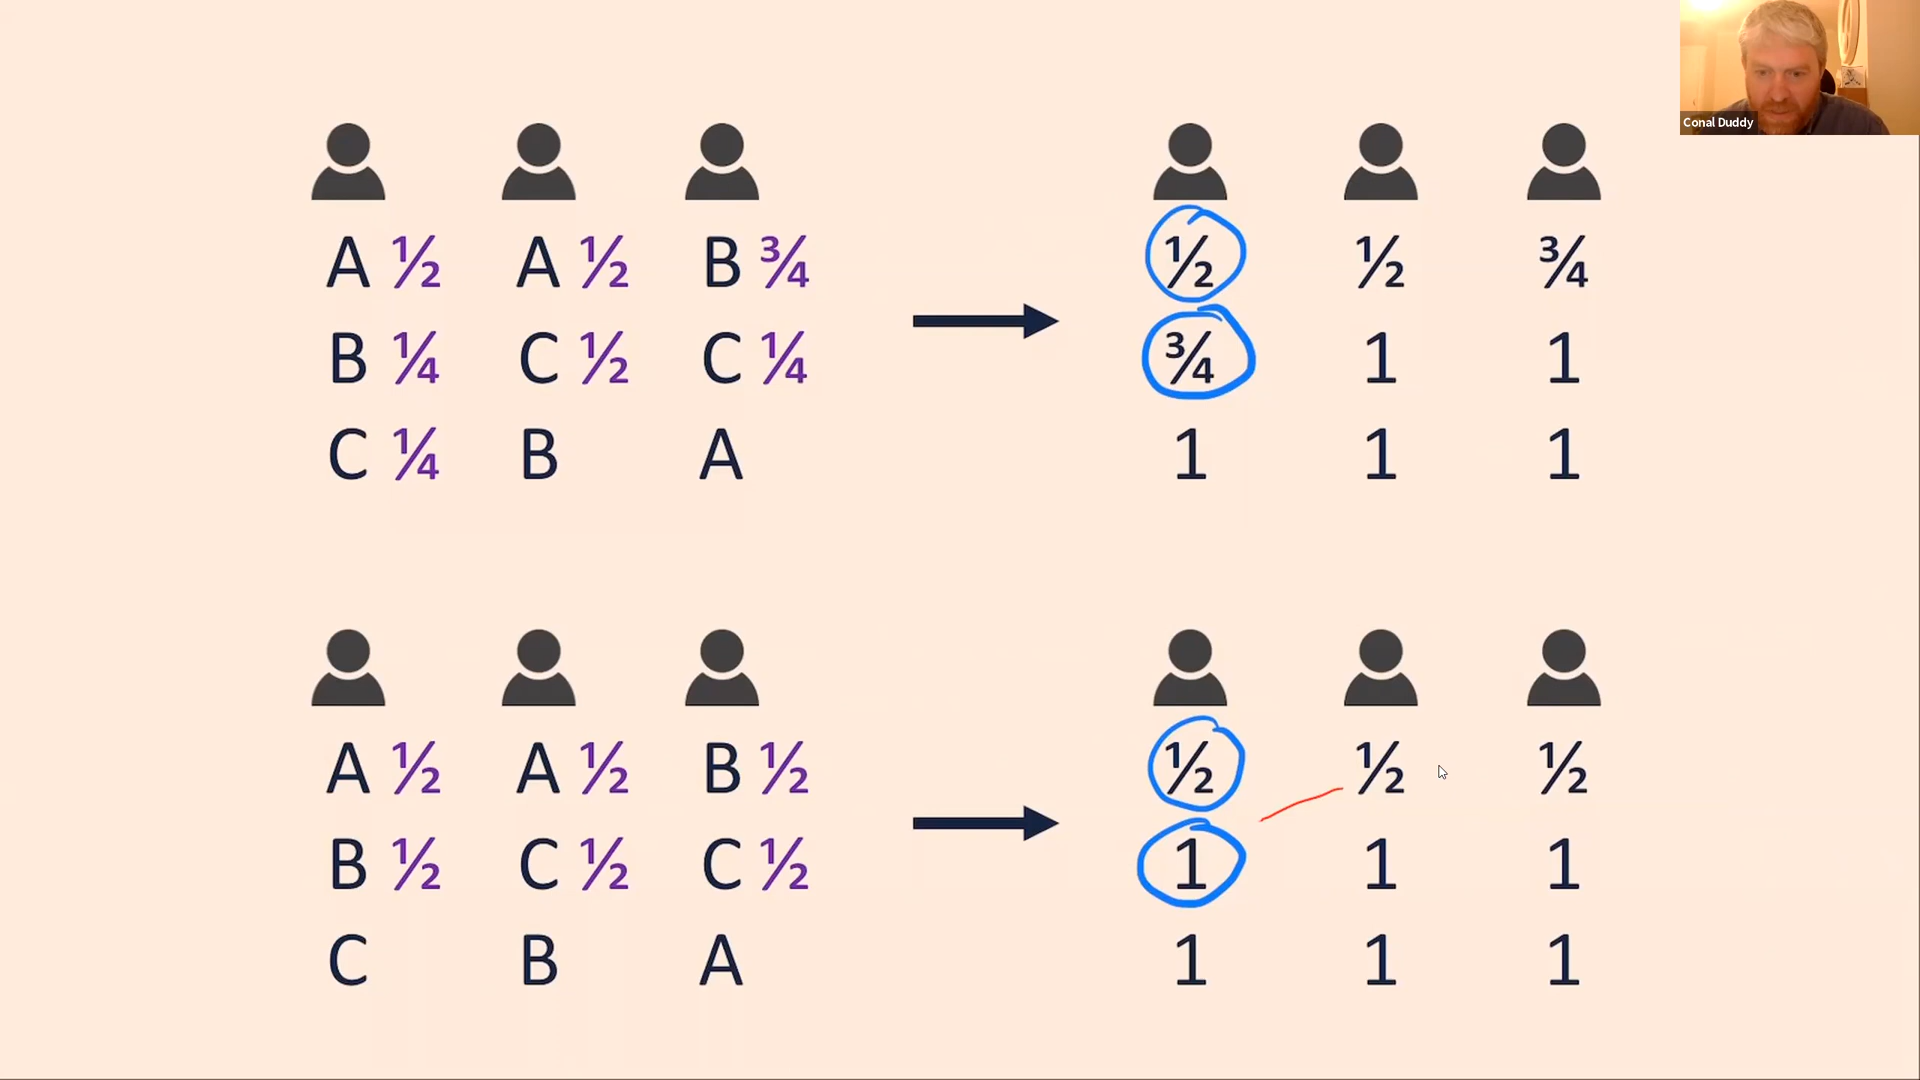 Conal Duddy
A ½ A ½ B ¾ ½ ½ ¾
B ¼ C ½ C ¼ ¾ 1 1
C ¼ B A 1 1 1
A ½ A ½ B ½ ½ ½ ½
B ½ C ½ C ½ 1 1 1
C B A 1 1 1